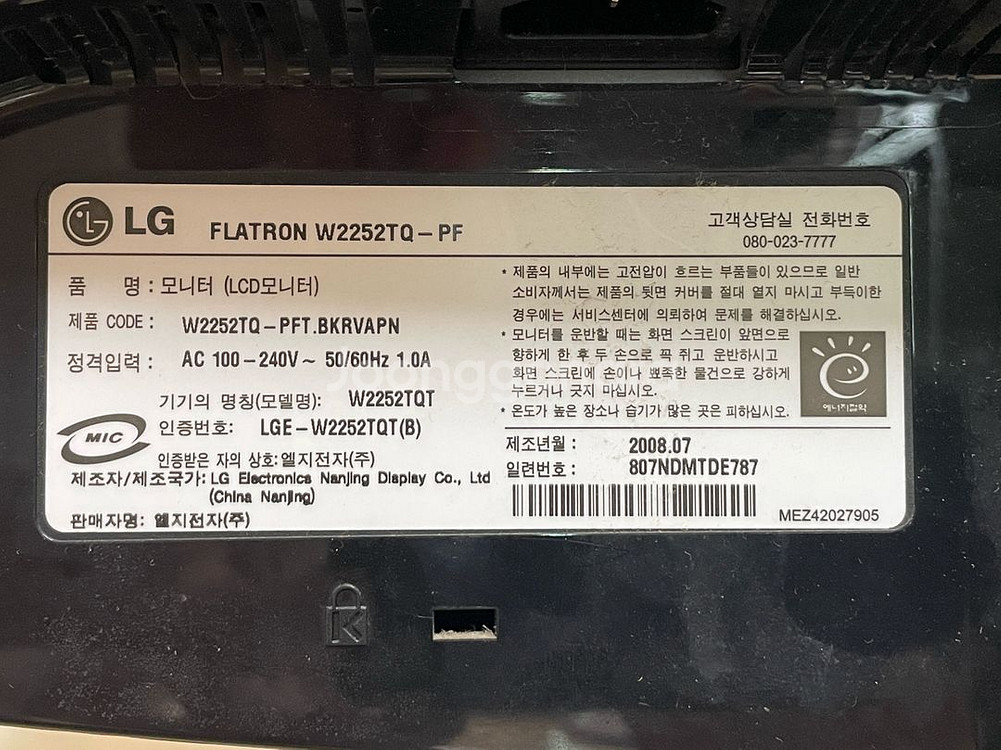 LG FLATRON W2252TQ-PF
고객상담실 전화번호
080-023-7777
품 명 : 모니터 (LCD모니터)
제품 CODE : W2252TQ-PFT.BKRVAPN
정격입력 : AC 100-240V~ 50/60Hz 1.0A
기기의 명칭(모델명): W2252TQT
MIC
인증번호: LGE-W2252TQT(B)
인증받은 자의 상호:엘지전자(주)
제조자/제조국가: LG Electronics Nanjing Display Co., Ltd
(China Nanjing)
판매자명: 엘지전자(주)
* 제품의 내부에는 고전압이 흐르는 부품들이 있으므로 일반
소비자께서는 제품의 뒷면 커버를 절대 열지 마시고 부득이한
경우에는 서비스센터에 의뢰하여 문제를 해결하십시오.
* 모니터를 운반할 때는 화면 스크린이 앞면으로
향하게 한 후 두 손으로 꽉 쥐고 운반하시고
화면 스크린에 손이나 뾰족한 물건으로 강하게
누르거나 긋지 마십시오.
* 온도가 높은 장소나 습기가 많은 곳은 피하십시오.
에너지절약
제조년월 : 2008.07
일련번호 : 807NDMTDE787
MEZ42027905
K